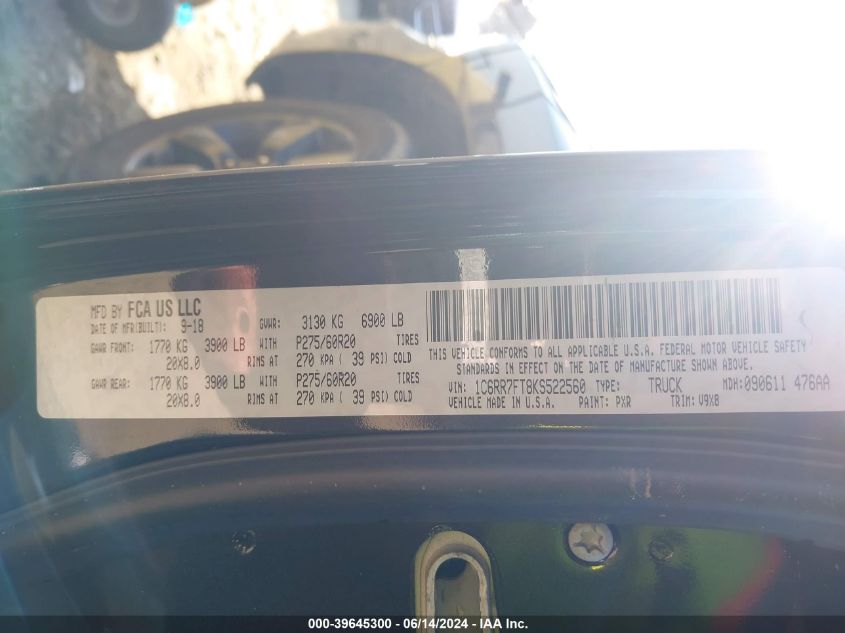 MFD BY FCA US LLC
DATE OF MFR(BUILT): 9-18 GVWR: 3130 KG 6900 LB
GAWR FRONT: 1770 KG 3900 LB WITH P275/60R20 TIRES
20X8.0 RIMS AT 270 KPA ( 39 PSI) COLD
GAWR REAR: 1770 KG 3900 LB WITH P275/60R20 TIRES
20X8.0 RIMS AT 270 KPA ( 39 PSI) COLD
THIS VEHICLE CONFORMS TO ALL APPLICABLE U.S.A. FEDERAL MOTOR VEHICLE SAFETY
STANDARDS IN EFFECT ON THE DATE OF MANUFACTURE SHOWN ABOVE.
VIN: 1C6RR7FT8KS522560 TYPE: TRUCK MDH: 090611 476AA
VEHICLE MADE IN U.S.A. PAINT: PXR TRIM: V9X8
000-39645300 - 06/14/2024 - IAA Inc.